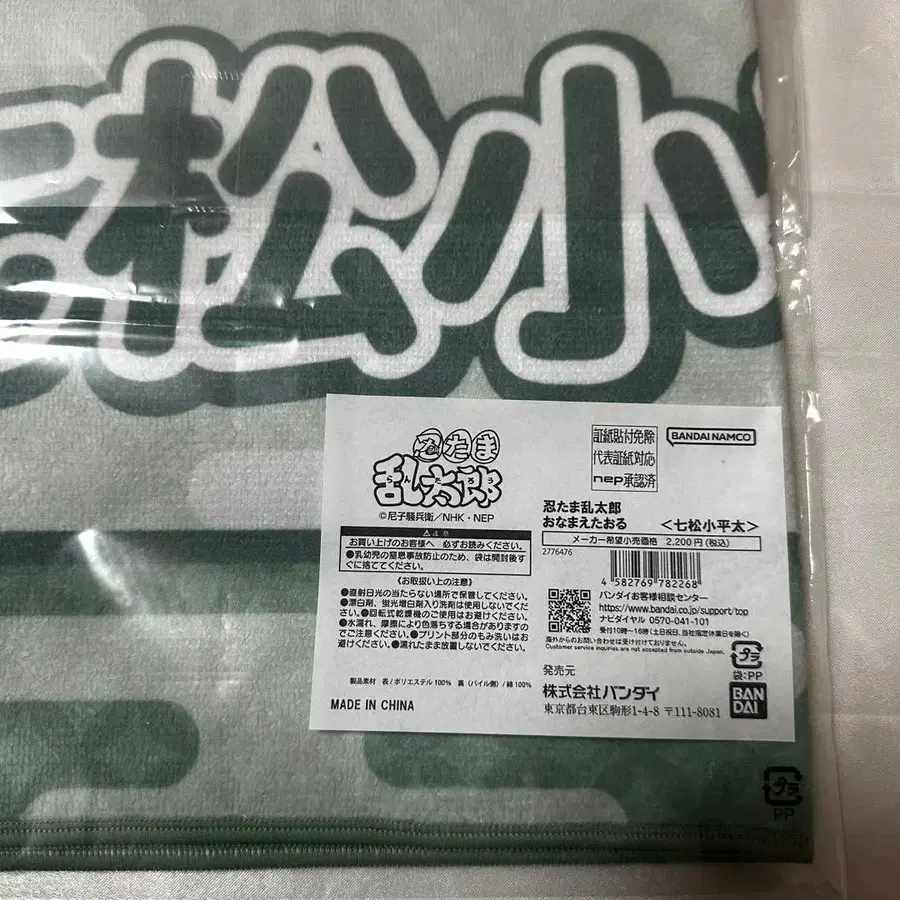 松小
忍たま
乱太郎
らんたろう
©尼子騒兵衛/NHK・NEP
⚠注意
お買い上げのお客様へ 必ずお読みください。
●乳幼児の窒息事故防止のため、袋は開封後す
ぐに捨ててください。
《お取扱い上の注意》
●直射日光の当たらない場所で保管してください。
●漂白剤、蛍光増白剤入り洗剤は使用しないでくだ
さい。●回転式乾燥機のご使用はお避けください。
●水濡れ、摩擦により色落ちする場合がありますの
でご注意ください。●プリント部分のもみ洗いはお
避けください。●濡れたまま放置しないでください。
製品素材 表/ポリエステル100% 裏(パイル側)/綿100%
MADE IN CHINA
証紙貼付免除
代表証紙対応
nep承認済
BANDAI NAMCO
忍たま乱太郎
おなまえたおる <七松小平太>
メーカー希望小売価格 2,200円(税込)
2776476
4 582769 782268
バンダイお客様相談センター
https://www.bandai.co.jp/support/top
ナビダイヤル 0570-041-101
受付10時~16時(土日祝日、当社指定休業日を除く)
海外からのお問い合わせは受け付けておりません。
Customer service inquiries are not accepted from outside Japan.
プラ
袋:PP
発売元
株式会社バンダイ
東京都台東区駒形1-4-8 〒111-8081
BAN
DAI
プラ
PP